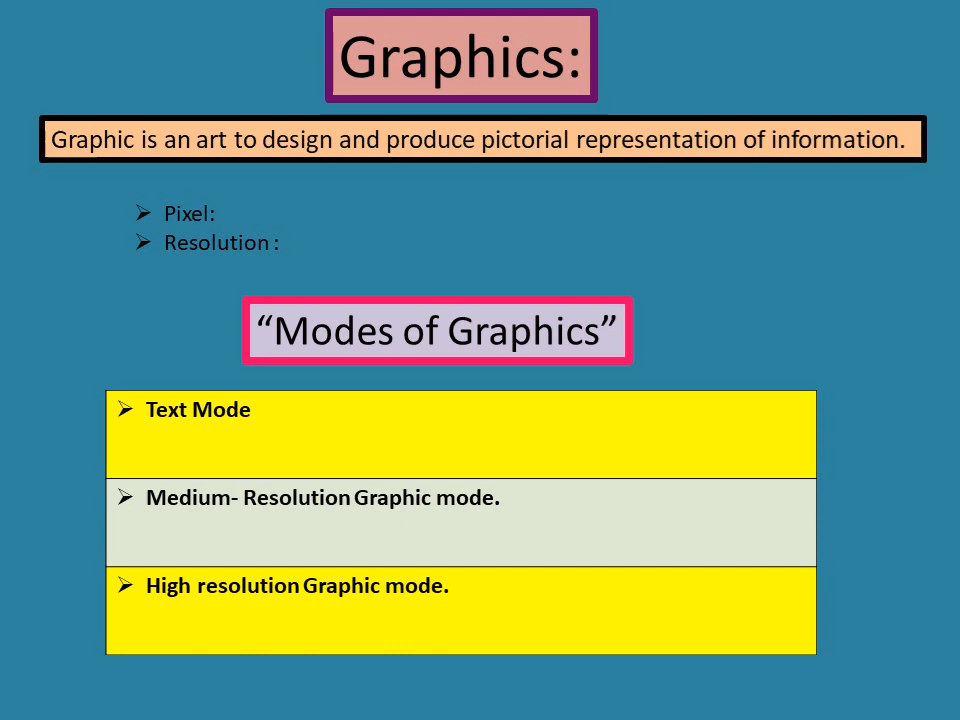 Graphics:
Graphic is an art to design and produce pictorial representation of information.
➢ Pixel:
➢ Resolution :
“Modes of Graphics”
➢ Text Mode
➢ Medium- Resolution Graphic mode.
➢ High resolution Graphic mode.